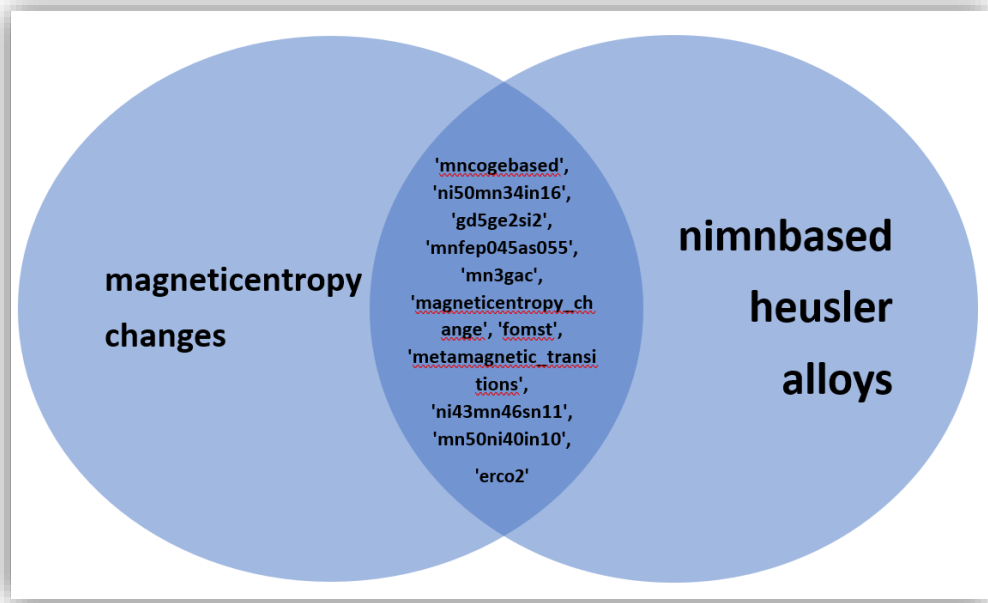 magneticentropy
changes
'mncogebased',
'ni50mn34in16',
'gd5ge2si2',
'mnfep045as055',
'mn3gac',
'magneticentropy_ch
ange', 'fomst',
'metamagnetic_transi
tions',
'ni43mn46sn11',
'mn50ni40in10',
'erco2'
nimnbased
heusler
alloys